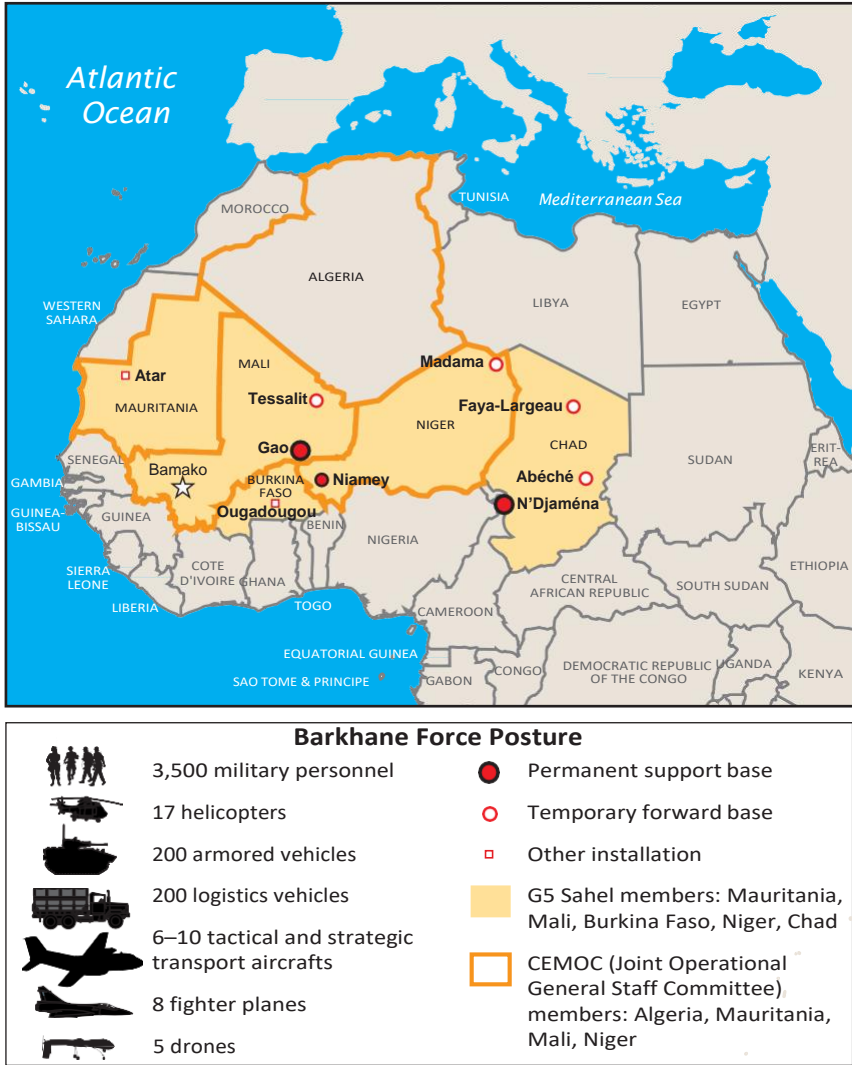 Atlantic
Ocean
MOROCCO
TUNISIA
Mediterranean Sea
ALGERIA
LIBYA
EGYPT
WESTERN
SAHARA
Atar
MALI
Madama
MAURITANIA
Tessalit
Faya-Largeau
NIGER
CHAD
Gao
SENEGAL
Bamako
SUDAN
ERIT-
REA
GAMBIA
BURKINA
FASO
Niamey
Abéché
GUINEA-
BISSAU
Ougadougou
N’Djaména
GUINEA
BENIN
NIGERIA
SIERRA
LEONE
COTE
D'IVOIRE
GHANA
ETHIOPIA
CENTRAL
AFRICAN REPUBLIC
SOUTH SUDAN
LIBERIA
TOGO
CAMEROON
EQUATORIAL GUINEA
SAO TOME & PRINCIPE
GABON
CONGO
DEMOCRATIC REPUBLIC
OF THE CONGO
UGANDA
KENYA
Barkhane Force Posture
3,500 military personnel
17 helicopters
200 armored vehicles
200 logistics vehicles
6–10 tactical and strategic
transport aircrafts
8 fighter planes
5 drones
Permanent support base
Temporary forward base
Other installation
G5 Sahel members: Mauritania,
Mali, Burkina Faso, Niger, Chad
CEMOC (Joint Operational
General Staff Committee)
members: Algeria, Mauritania,
Mali, Niger